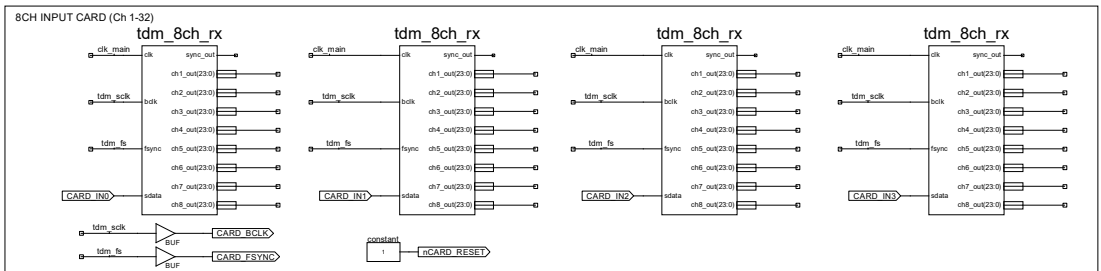 8CH INPUT CARD (Ch 1-32)
tdm_8ch_rx
clk_main
clk
sync_out
ch1_out(23:0)
ch2_out(23:0)
tdm_sclk
bclk
ch3_out(23:0)
ch4_out(23:0)
tdm_fs
fsync
ch5_out(23:0)
ch6_out(23:0)
ch7_out(23:0)
CARD_IN0
sdata
ch8_out(23:0)
tdm_8ch_rx
clk_main
clk
sync_out
ch1_out(23:0)
ch2_out(23:0)
tdm_sclk
bclk
ch3_out(23:0)
ch4_out(23:0)
tdm_fs
fsync
ch5_out(23:0)
ch6_out(23:0)
ch7_out(23:0)
CARD_IN1
sdata
ch8_out(23:0)
tdm_8ch_rx
clk_main
clk
sync_out
ch1_out(23:0)
ch2_out(23:0)
tdm_sclk
bclk
ch3_out(23:0)
ch4_out(23:0)
tdm_fs
fsync
ch5_out(23:0)
ch6_out(23:0)
ch7_out(23:0)
CARD_IN2
sdata
ch8_out(23:0)
tdm_8ch_rx
clk_main
clk
sync_out
ch1_out(23:0)
ch2_out(23:0)
tdm_sclk
bclk
ch3_out(23:0)
ch4_out(23:0)
tdm_fs
fsync
ch5_out(23:0)
ch6_out(23:0)
ch7_out(23:0)
CARD_IN3
sdata
ch8_out(23:0)
tdm_sclk
BUF
CARD_BCLK
tdm_fs
BUF
CARD_FSYNC
constant
1
nCARD_RESET